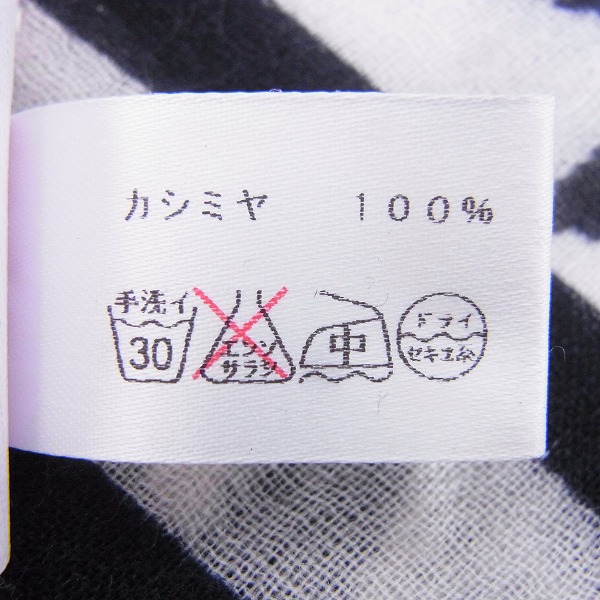 カシミヤ 100%
手洗イ
30
エンソ
サラシ
中
ドライ
セキユ系